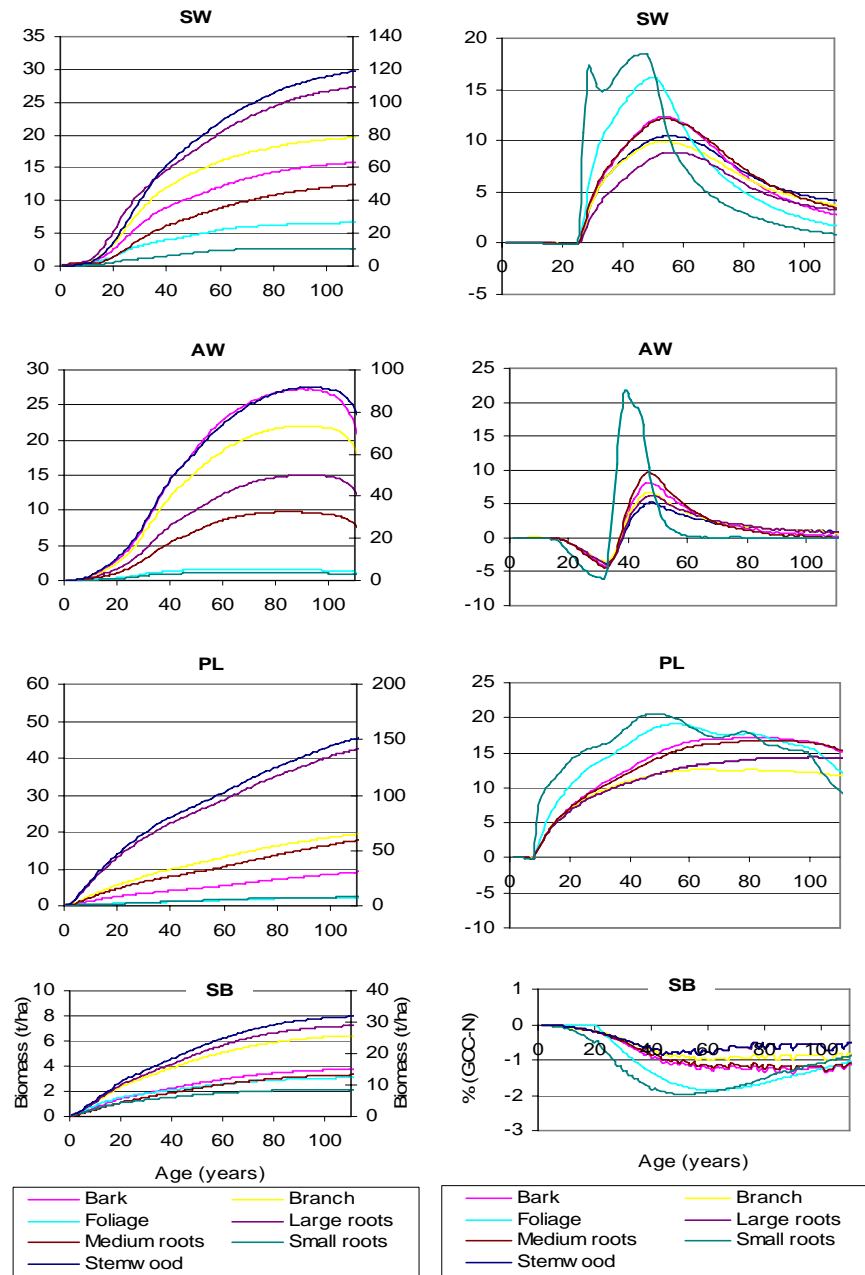 SW
35
30
25
20
15
10
5
0
140
120
100
80
60
40
20
0
0 20 40 60 80 100
SW
20
15
10
5
0
-5
0 20 40 60 80 100
AW
30
25
20
15
10
5
0
100
80
60
40
20
0
0 20 40 60 80 100
AW
25
20
15
10
5
0
-5
-10
0 20 40 60 80 100
PL
60
50
40
30
20
10
0
200
150
100
50
0
0 20 40 60 80 100
PL
25
20
15
10
5
0
-5
-10
0 20 40 60 80 100
SB
Biomass (t/ha)
10
8
6
4
2
0
40
30
20
10
0
Biomass (t/ha)
0 20 40 60 80 100
Age (years)
SB
% (GCC-N)
1
0
-1
-2
-3
0 20 40 60 80 100
Age (years)
Bark Branch
Foliage Large roots
Medium roots Small roots
Stemwood
Bark Branch
Foliage Large roots
Medium roots Small roots
Stemwood